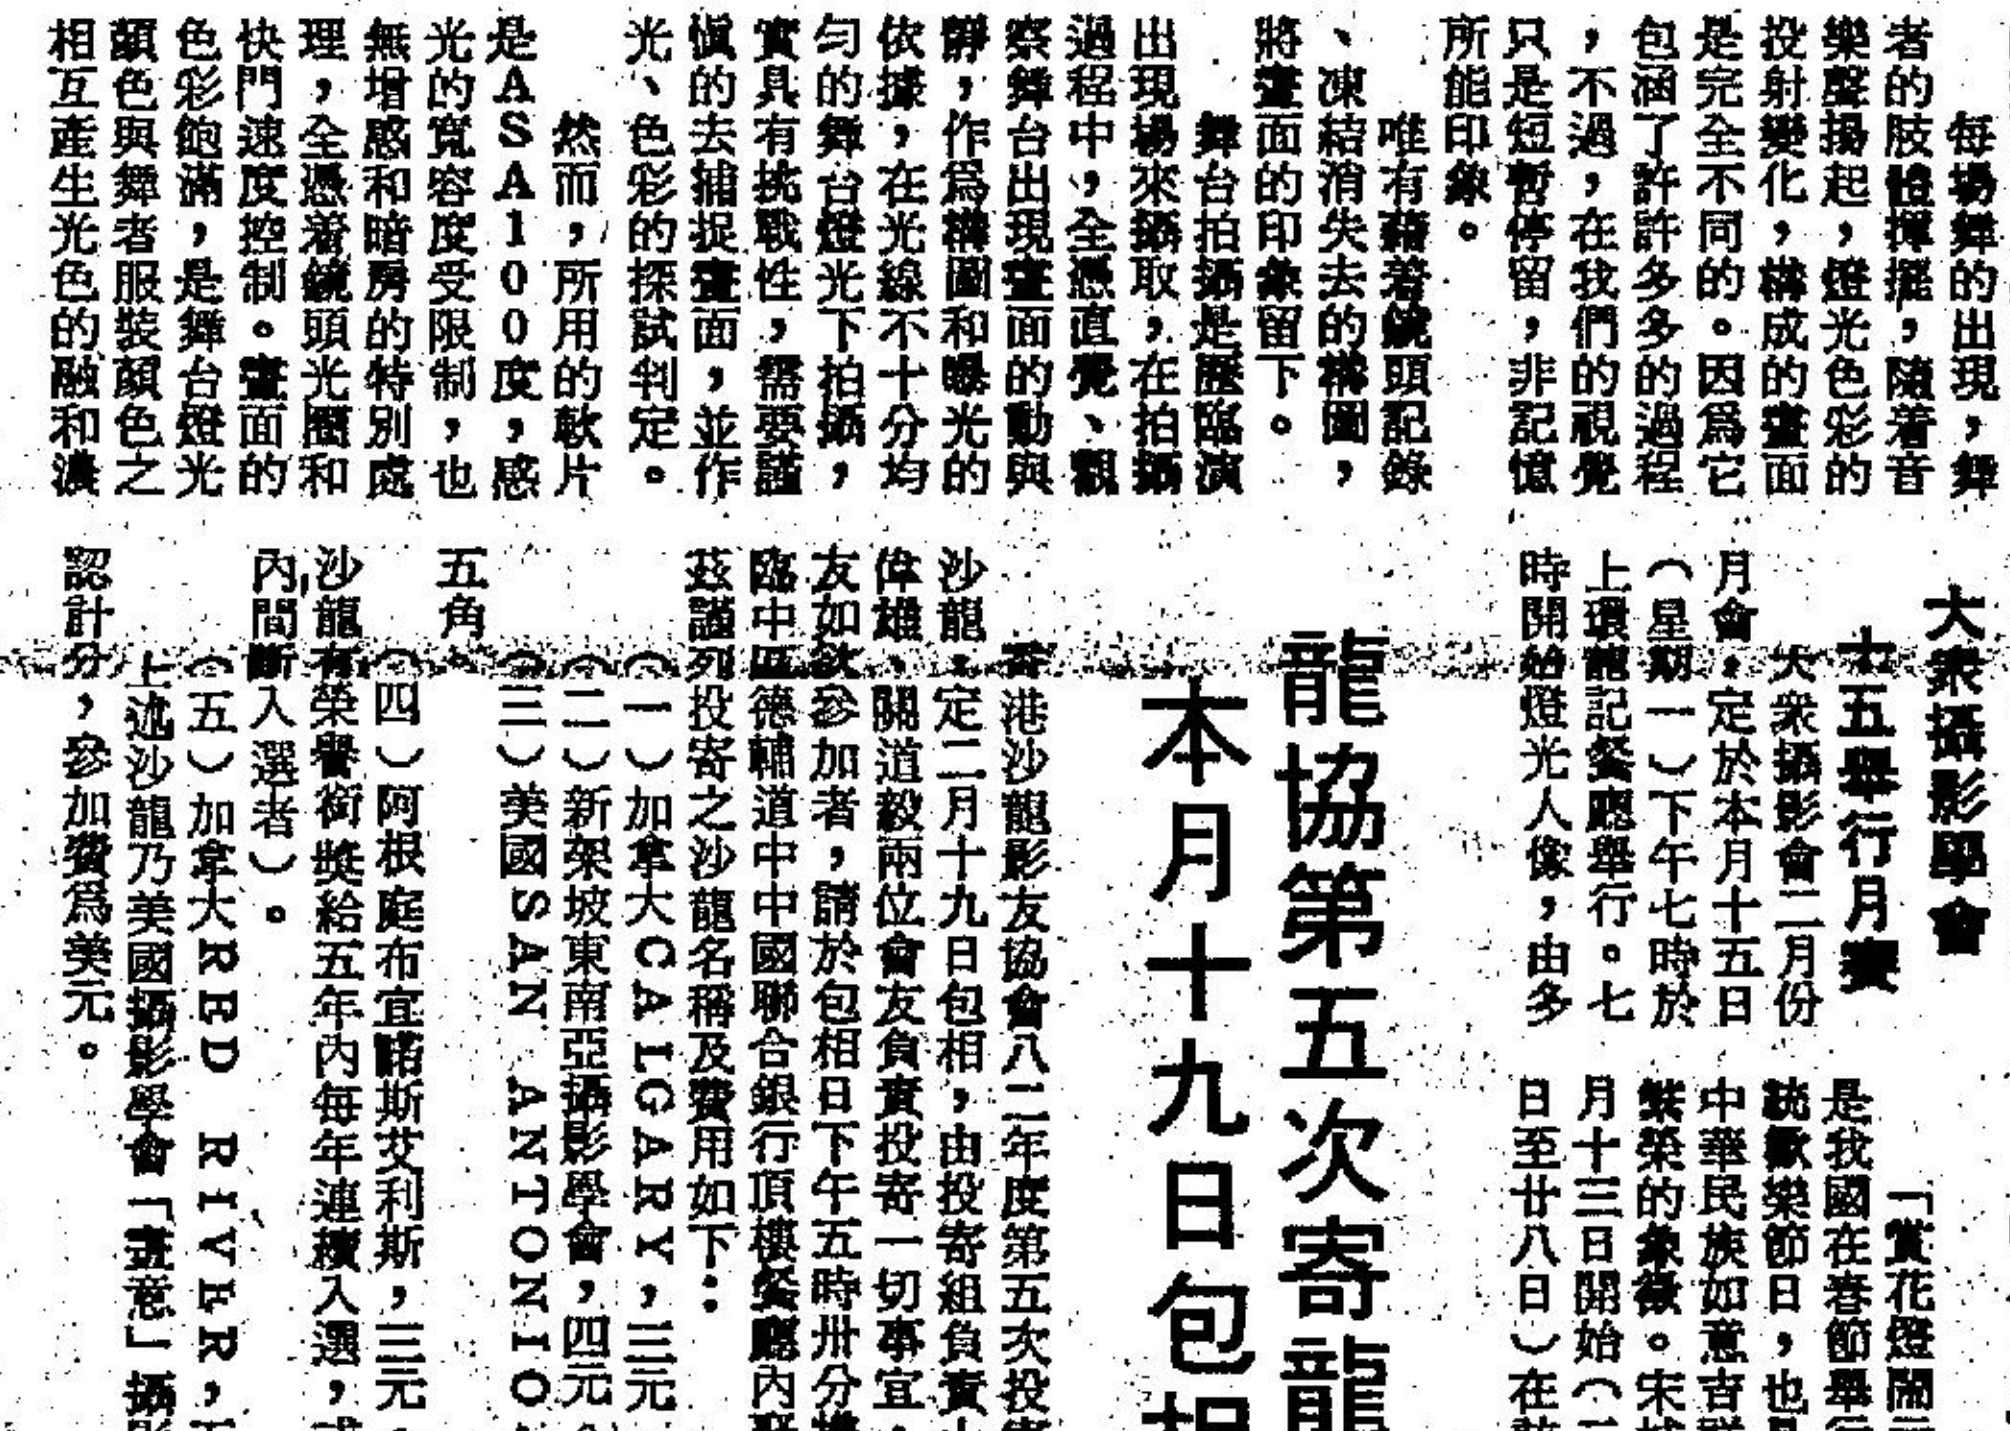 每場舞的出現，舞
者的肢體揮擺，隨着音
樂聲揚起，燈光色彩的
投射變化，構成的畫面
是完全不同的。因爲它
包涵了許許多多的過程
，不過，在我們的視覺
只是短暫停留，非記憶
所能印象。
唯有藉着鏡頭記錄
、凍結消失去的構圖，
將畫面的印象留下。
舞台拍攝是歷臨演
出現場來攝取，在拍攝
過程中，全憑直覺、觀
察舞台出現畫面的動與
靜，作爲構圖和曝光的
依據，在光線不十分均
匀的舞台燈光下拍攝，
實具有挑戰性，需要謹
愼的去捕捉畫面，並作
光、色彩的探試判定。
然而，所用的軟片
是ASA100度，感
光的寬容度受限制，也
無增感和暗房的特別處
理，全憑着鏡頭光圈和
快門速度控制。畫面的
色彩飽滿，是舞台燈光
顏色與舞者服裝顏色之
相互產生光色的融和濃
大衆攝影學會
十五舉行月賽
大衆攝影會二月份
月會，定於本月十五日
（星期一）下午七時於
上環龍記餐廳舉行。七
時開始燈光人像，由多
「賞花燈鬧
是我國在春節舉行
統歡樂節日，也是
中華民族如意吉祥
繁榮的象徵。宋
月十三日開始（
日至廿八日）在
龍協第五次寄龍
本月十九日包相
香港沙龍影友協會八二年度第五次投寄
沙龍，定二月十九日包相，由投寄組負責
偉雄、關道毅兩位會友負責投寄一切事宜，
友如欲參加者，請於包相日下午五時卅分
臨中區德輔道中中國聯合銀行頂樓餐廳內
茲謹列投寄之沙龍名稱及費用如下：
（一）加拿大CALGARY，三元
（二）新架坡東南亞攝影學會，四元
（三）美國SAN ANTONIO
五角。
（四）阿根庭布宜諾斯艾利斯，三元
沙龍有榮譽銜獎給五年內每年連續入選，或
內間斷入選者）。
（五）加拿大RED RIVER，
上述沙龍乃美國攝影學會「畫意」攝影
認計分，參加費爲美元。